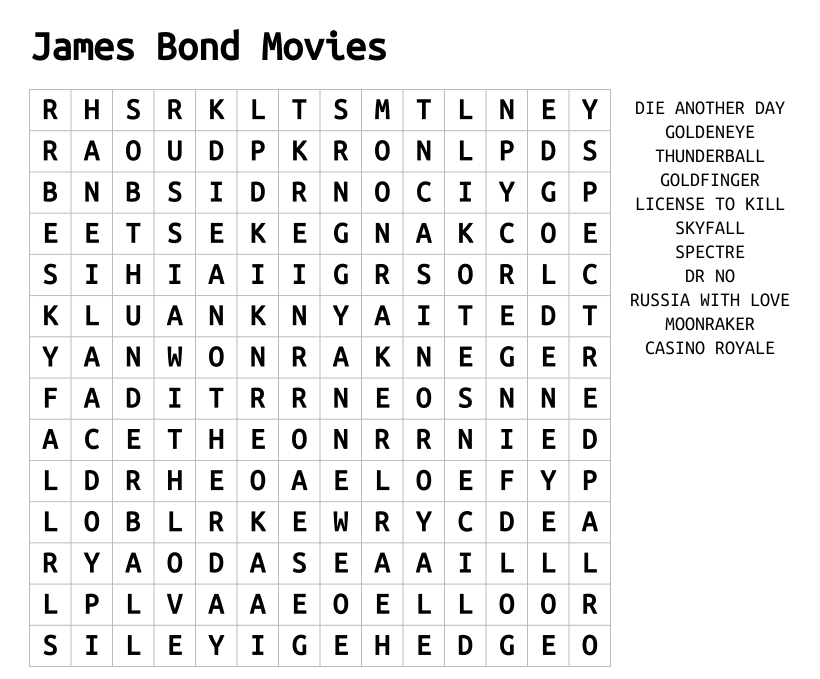 James Bond Movies
R H S R K L T S M T L N E Y
R A O U D P K R O N L P D S
B N B S I D R N O C I Y G P
E E T S E K E G N A K C O E
S I H I A I I G R S O R L C
K L U A N K N Y A I T E D T
Y A N W O N R A K N E G E R
F A D I T R R N E O S N N E
A C E T H E O N R R N I E D
L D R H E O A E L O E F Y P
L O B L R K E W R Y C D E A
R Y A O D A S E A A I L L L
L P L V A A E O E L L O O R
S I L E Y I G E H E D G E O
DIE ANOTHER DAY
GOLDENEYE
THUNDERBALL
GOLDFINGER
LICENSE TO KILL
SKYFALL
SPECTRE
DR NO
RUSSIA WITH LOVE
MOONRAKER
CASINO ROYALE